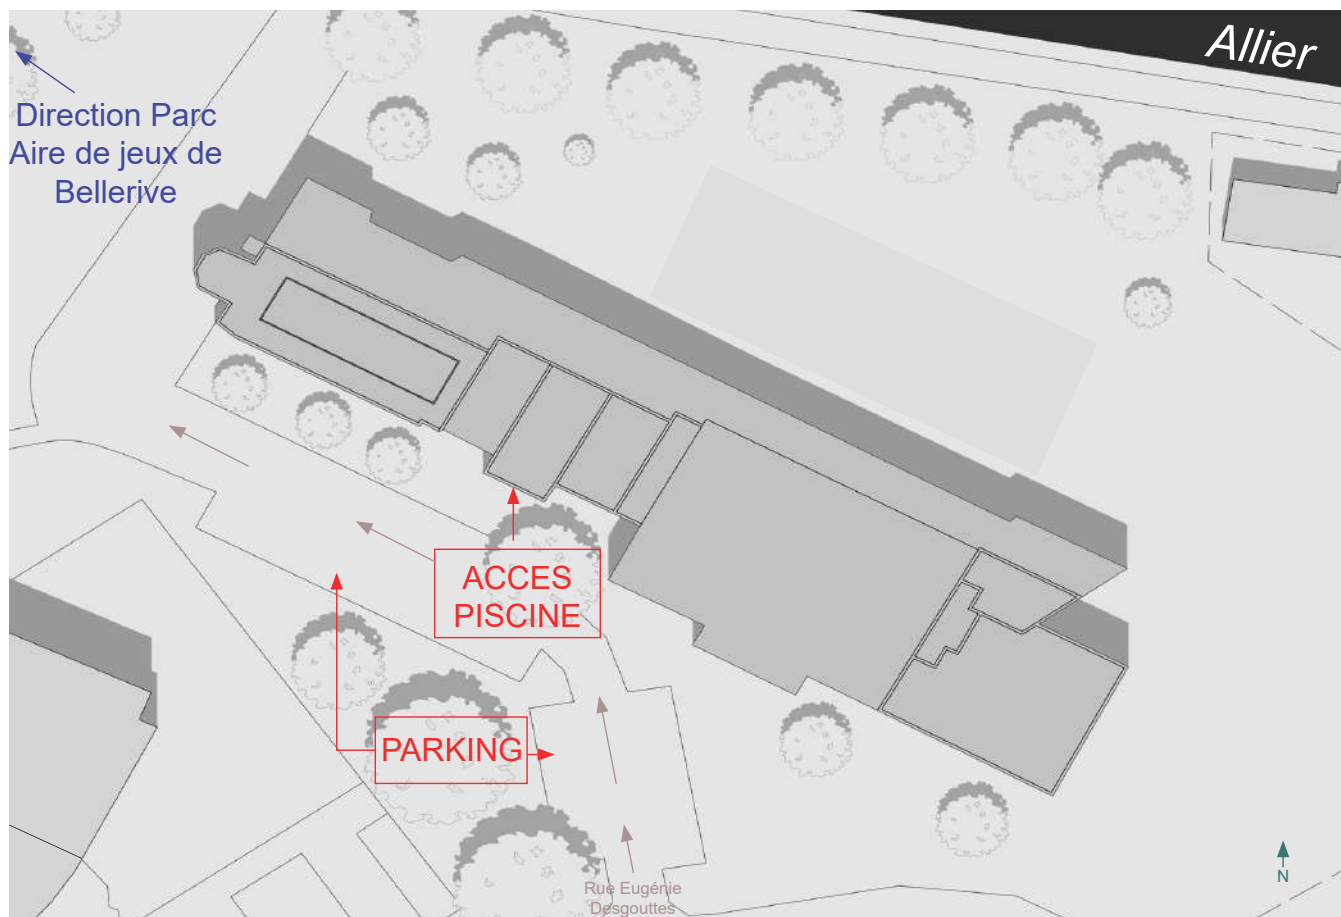 Allier
Direction Parc
Aire de jeux de
Bellerive
ACCES
PISCINE
PARKING
Rue Eugénie
Desgouttes
N